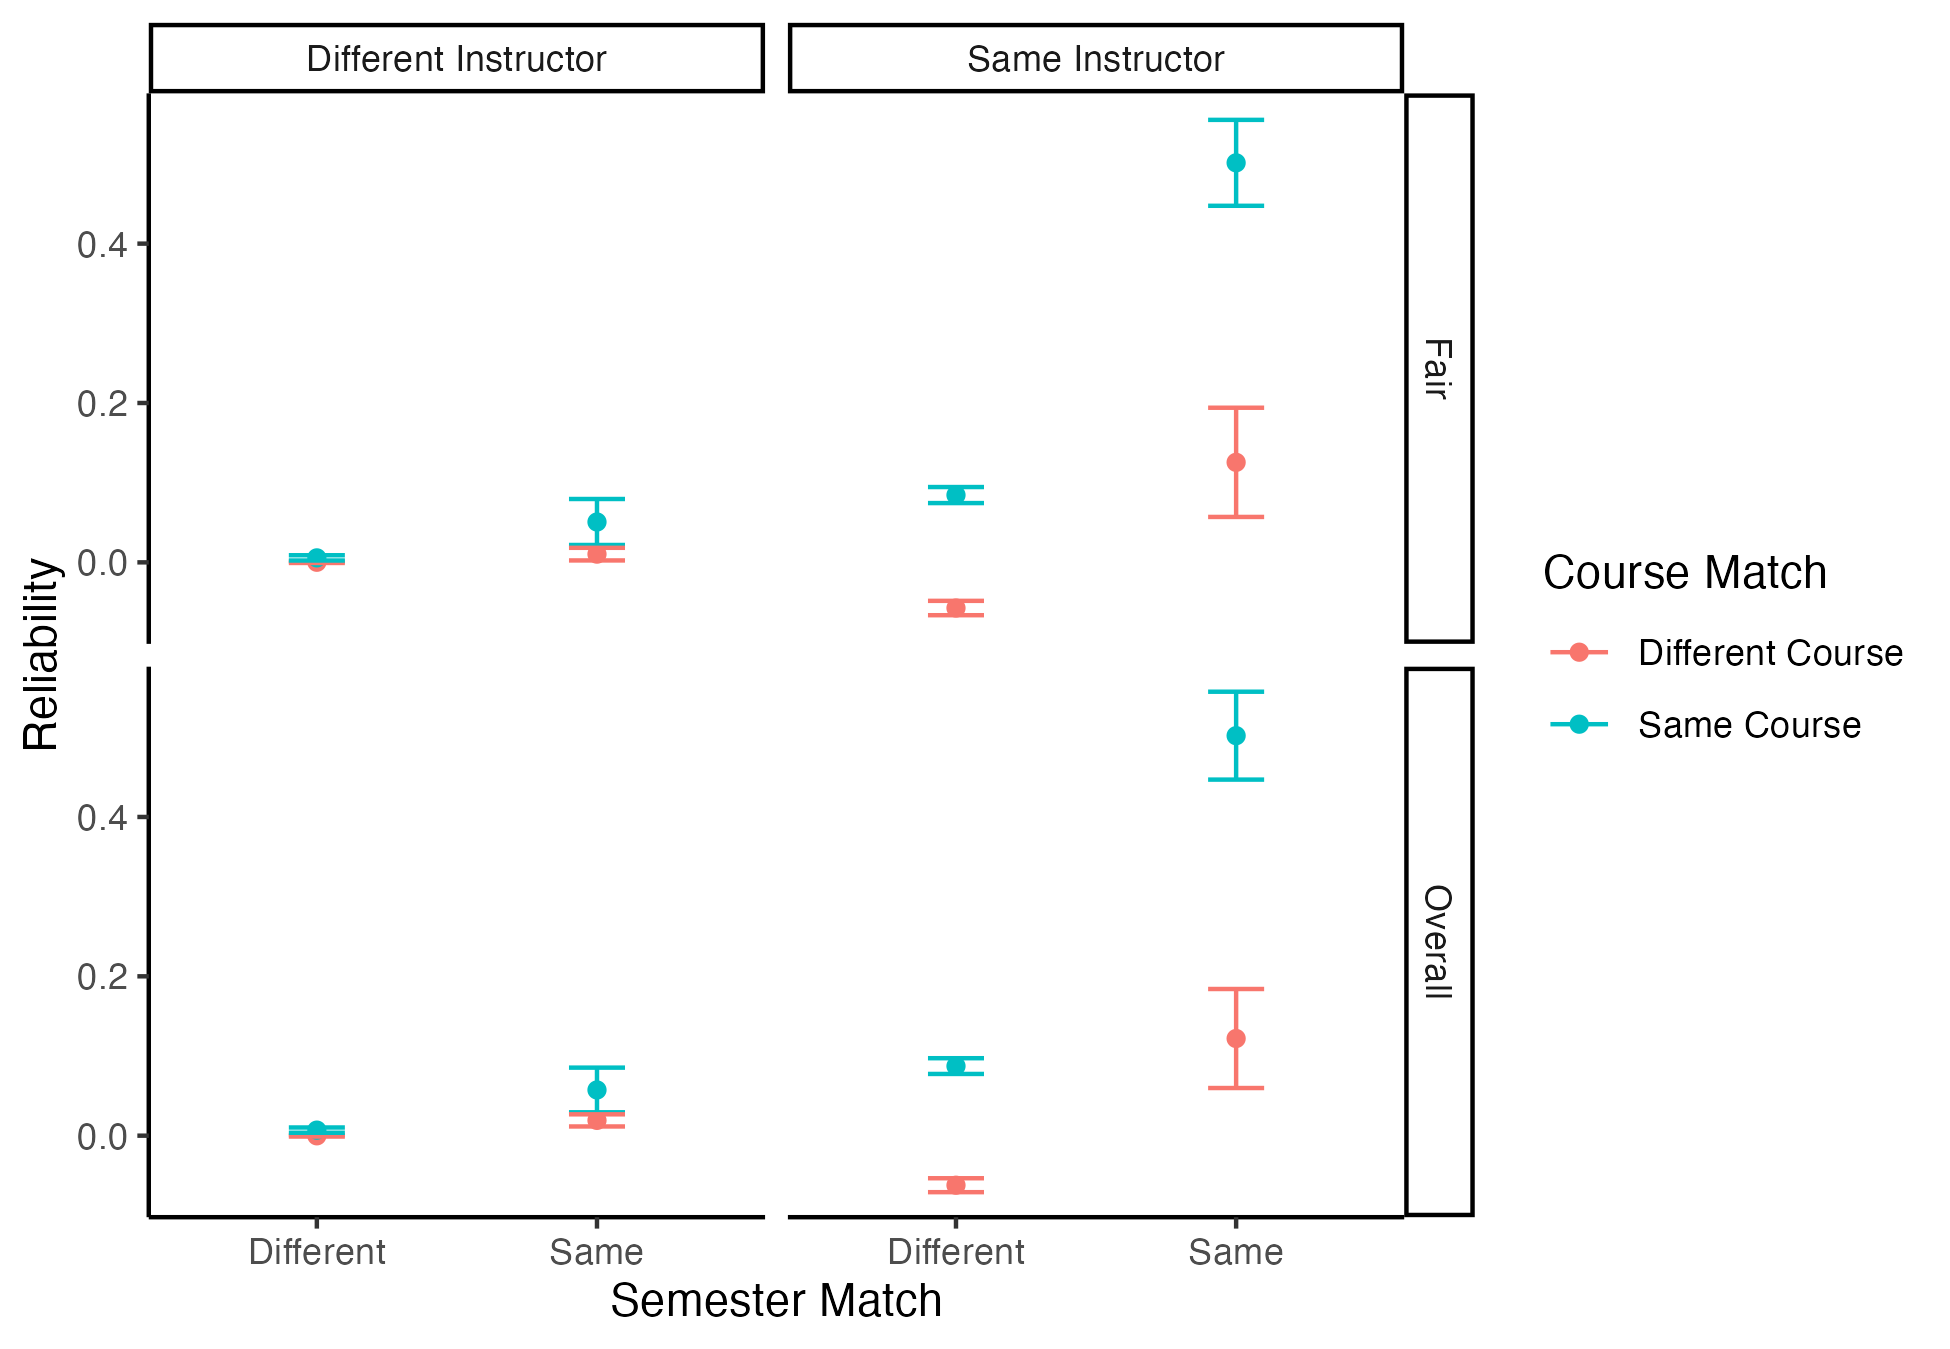 Different Instructor
Same Instructor
0.4
0.2
0.0
Fair
Reliability
0.4
0.2
0.0
Overall
Different
Same
Different
Same
Semester Match
Course Match
Different Course
Same Course